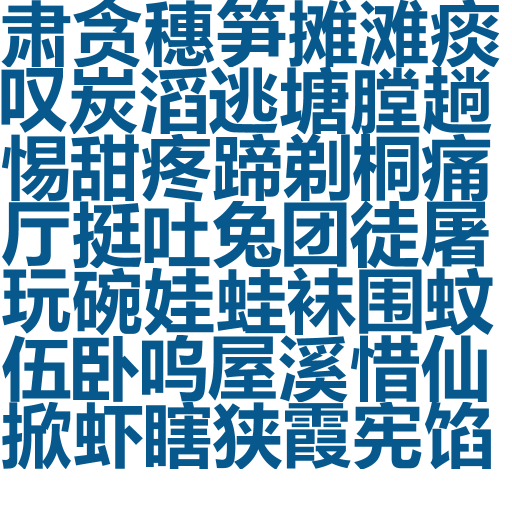 肃贪穗笋摊滩痰
叹炭滔逃塘膛趟
惕甜疼蹄剃桐痛
厅挺吐兔团徒屠
玩碗娃蛙袜围蚊
伍卧呜屋溪惜仙
掀虾瞎狭霞宪馅